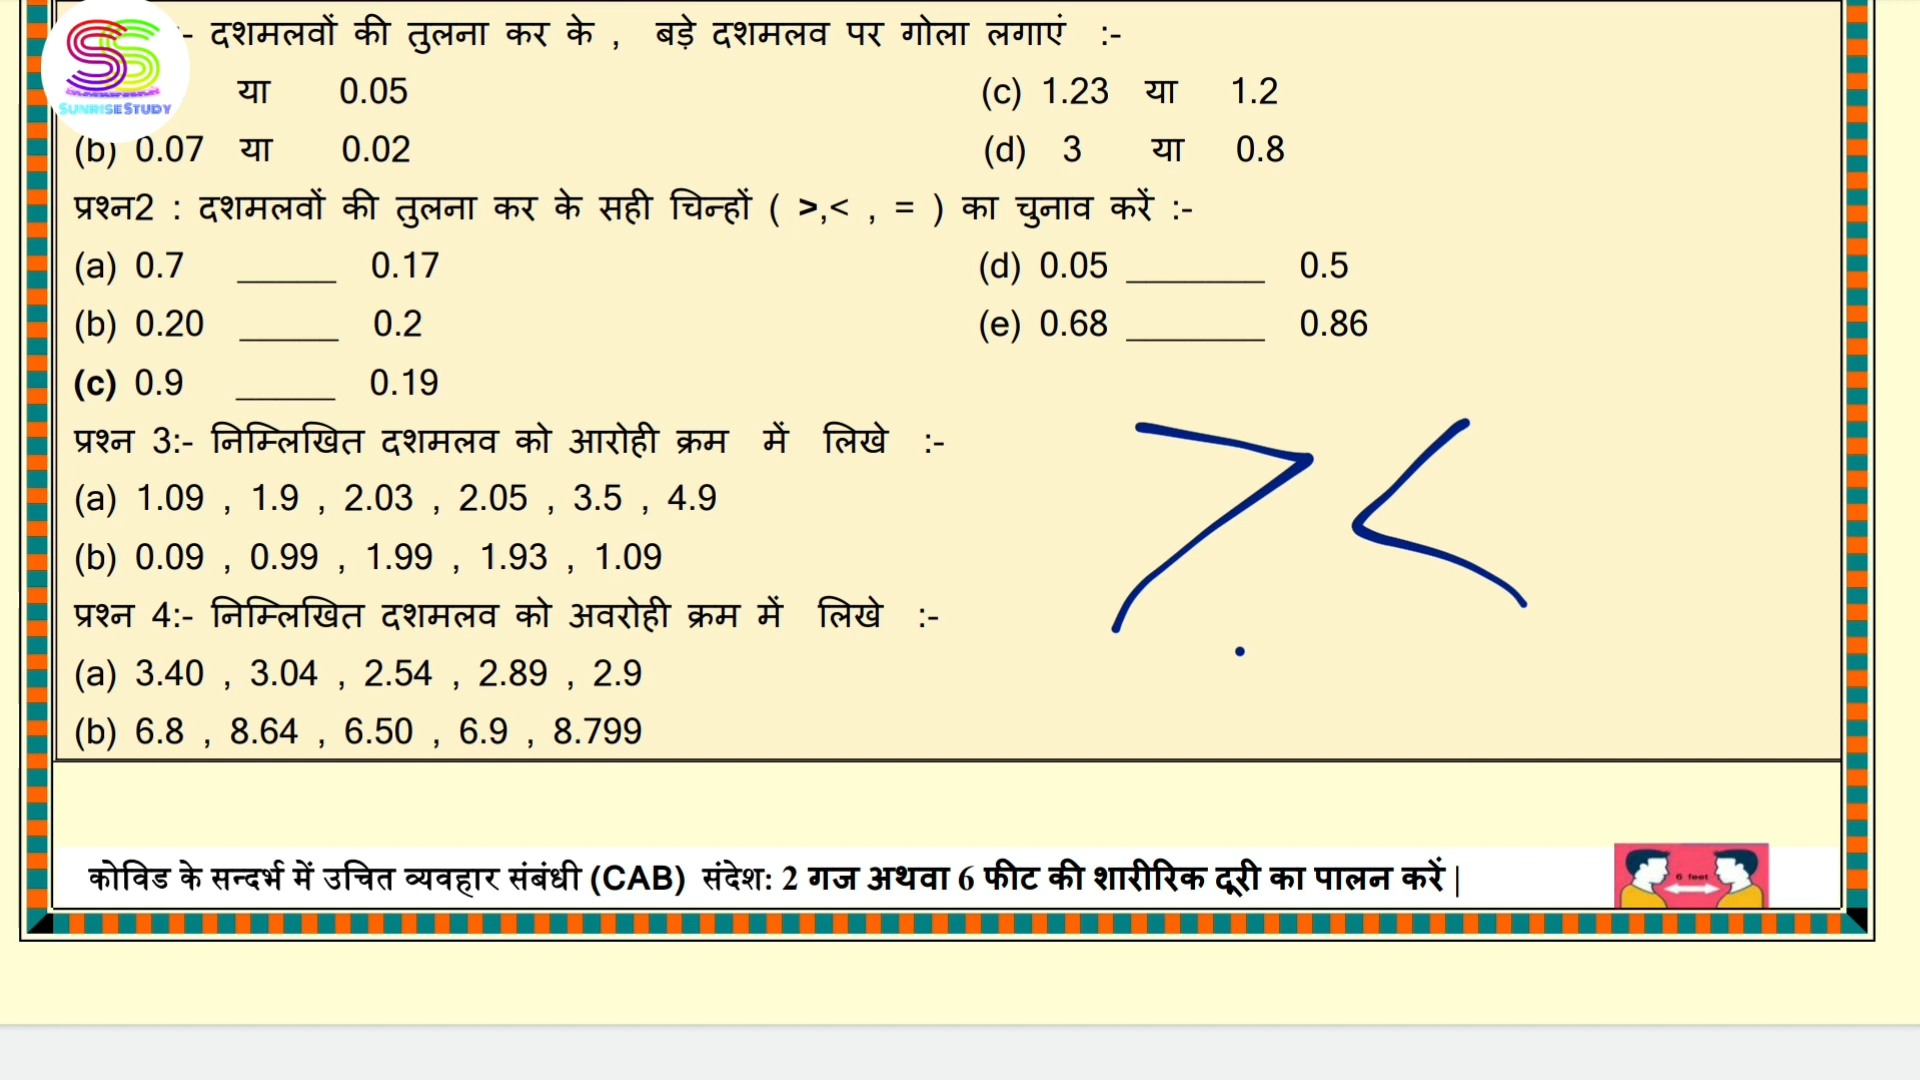 SUNRISESTUDY
:- दशमलवों की तुलना कर के , बड़े दशमलव पर गोला लगाएं :-
या 0.05 (c) 1.23 या 1.2
(b) 0.07 या 0.02 (d) 3 या 0.8
प्रश्न2 : दशमलवों की तुलना कर के सही चिन्हों ( >,< , = ) का चुनाव करें :-
(a) 0.7 _____ 0.17 (d) 0.05 _______ 0.5
(b) 0.20 _____ 0.2 (e) 0.68 _______ 0.86
(c) 0.9 _____ 0.19
प्रश्न 3:- निम्लिखित दशमलव को आरोही क्रम में लिखे :-
(a) 1.09 , 1.9 , 2.03 , 2.05 , 3.5 , 4.9
(b) 0.09 , 0.99 , 1.99 , 1.93 , 1.09
प्रश्न 4:- निम्लिखित दशमलव को अवरोही क्रम में लिखे :-
(a) 3.40 , 3.04 , 2.54 , 2.89 , 2.9
(b) 6.8 , 8.64 , 6.50 , 6.9 , 8.799
> <
कोविड के सन्दर्भ में उचित व्यवहार संबंधी (CAB) संदेश: 2 गज अथवा 6 फीट की शारीरिक दूरी का पालन करें |
6 feet